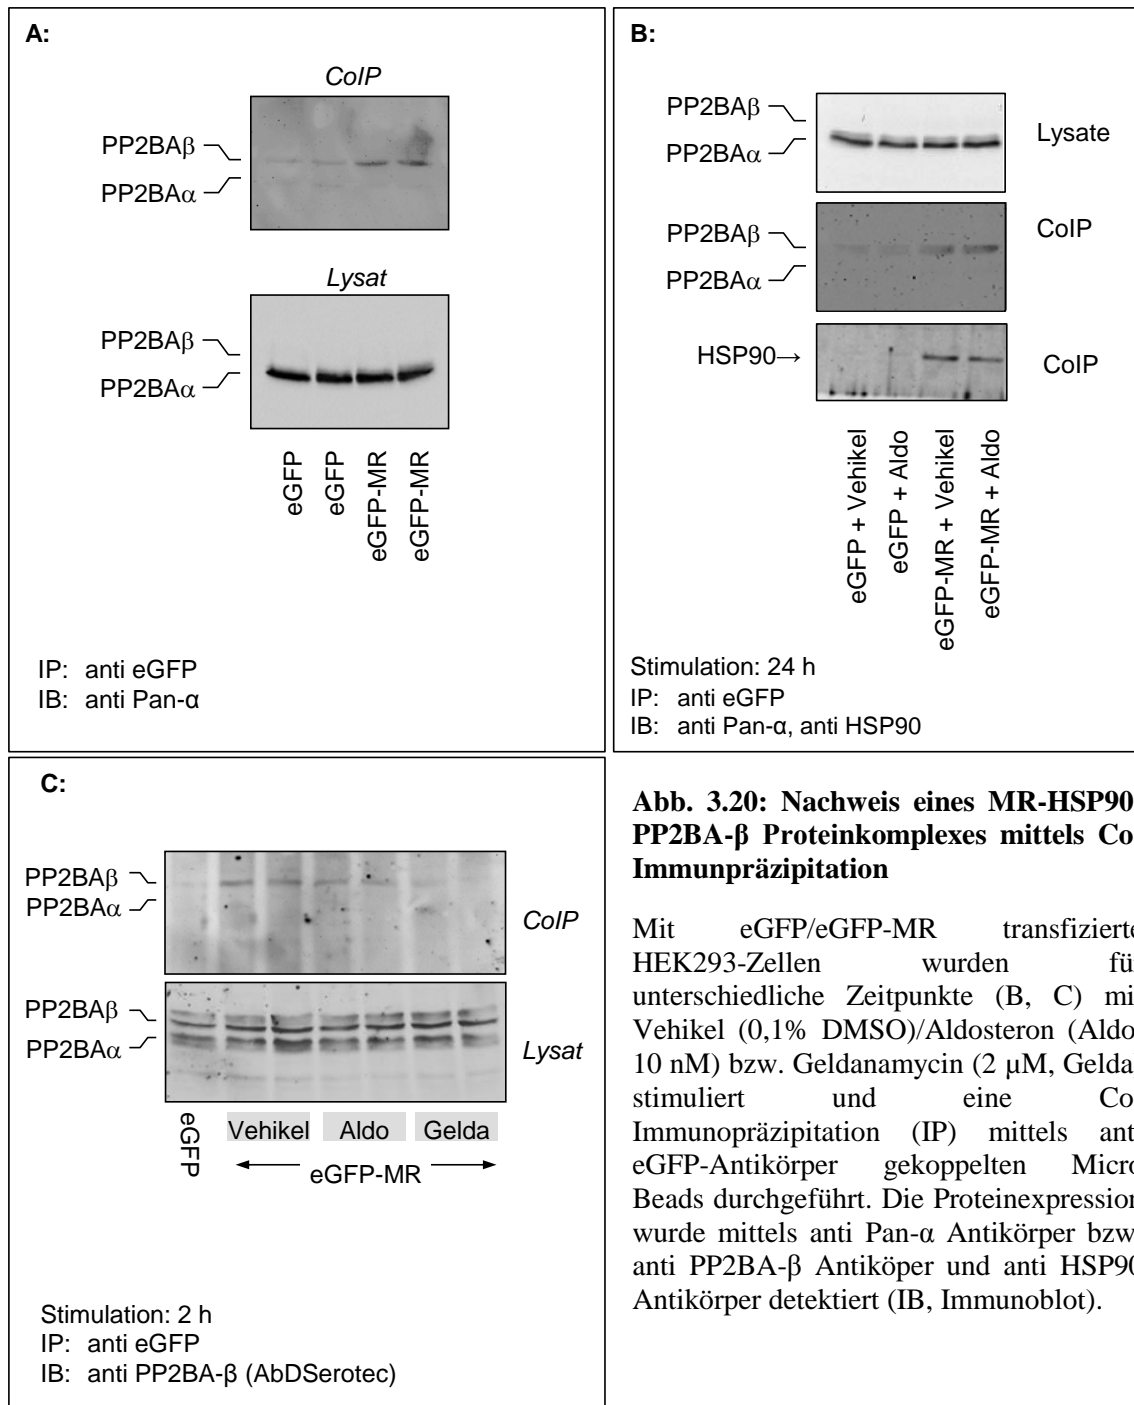 A:
CoIP
PP2BAβ
PP2BAα
Lysat
PP2BAβ
PP2BAα
eGFP
eGFP
eGFP-MR
eGFP-MR
IP: anti eGFP
IB: anti Pan-α
B:
PP2BAβ
PP2BAα
Lysate
PP2BAβ
PP2BAα
CoIP
HSP90→
CoIP
eGFP + Vehikel
eGFP + Aldo
eGFP-MR + Vehikel
eGFP-MR + Aldo
Stimulation: 24 h
IP: anti eGFP
IB: anti Pan-α, anti HSP90
C:
PP2BAβ
PP2BAα
CoIP
PP2BAβ
PP2BAα
Lysat
eGFP
Vehikel Aldo Gelda
eGFP-MR
Stimulation: 2 h
IP: anti eGFP
IB: anti PP2BA-β (AbDSerotec)
Abb. 3.20: Nachweis eines MR-HSP90
PP2BA-β Proteinkomplexes mittels Co
Immunpräzipitation
Mit eGFP/eGFP-MR transfizierte
HEK293-Zellen wurden für
unterschiedliche Zeitpunkte (B, C) mi
Vehikel (0,1% DMSO)/Aldosteron (Aldo
10 nM) bzw. Geldanamycin (2 µM, Gelda
stimuliert und eine Co
Immunopräzipitation (IP) mittels ant
eGFP-Antikörper gekoppelten Micro
Beads durchgeführt. Die Proteinexpression
wurde mittels anti Pan-α Antikörper bzw
anti PP2BA-β Antiköper und anti HSP90
Antikörper detektiert (IB, Immunoblot).